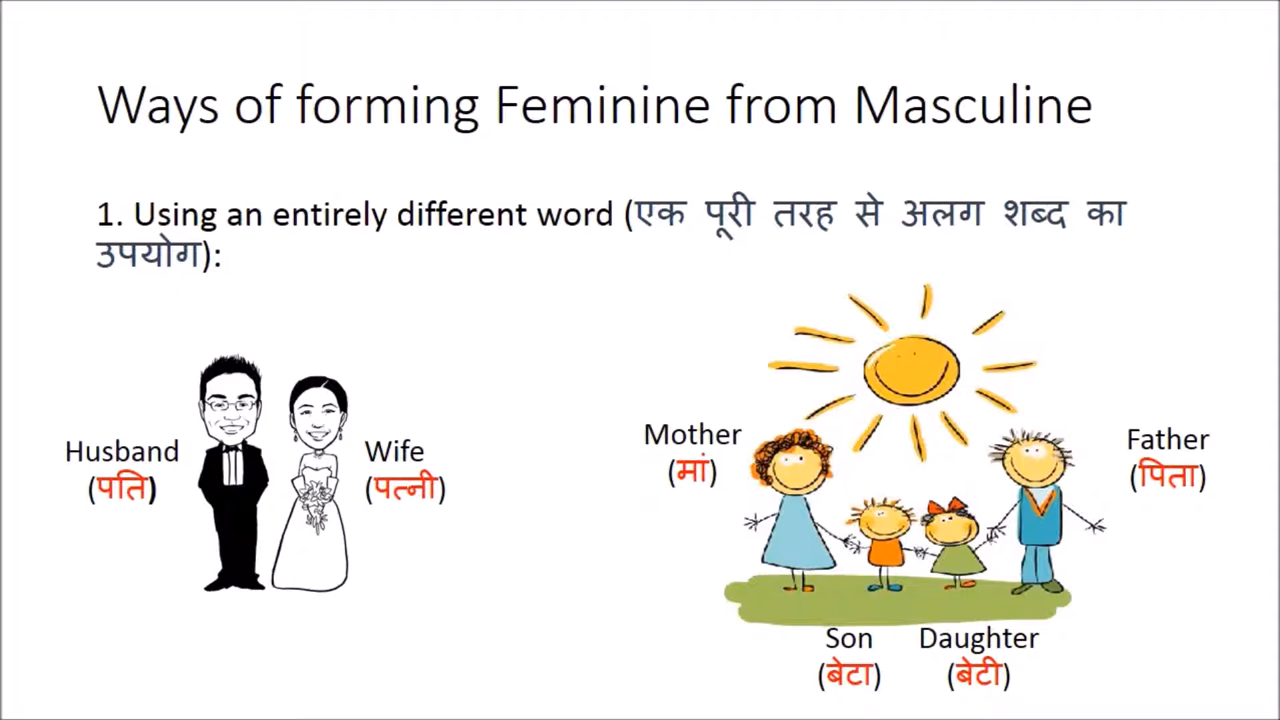 Ways of forming Feminine from Masculine
1. Using an entirely different word (एक पूरी तरह से अलग शब्द का
उपयोग):
Husband
(पति)
Wife
(पत्नी)
Mother
(मां)
Father
(पिता)
Son
(बेटा)
Daughter
(बेटी)